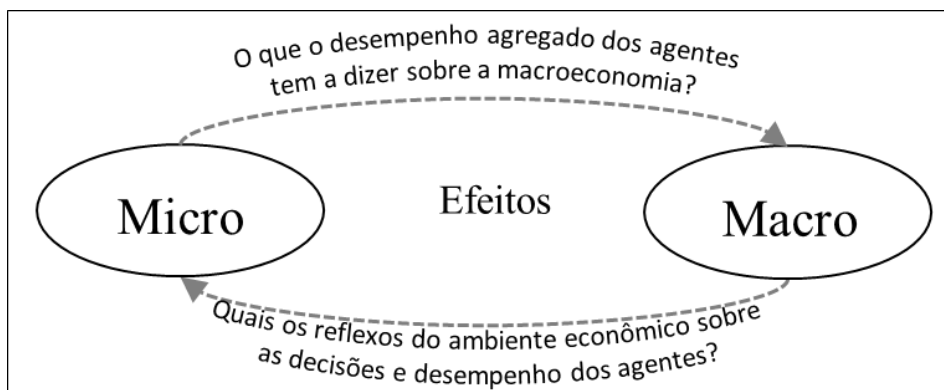 O que o desempenho agregado dos agentes
tem a dizer sobre a macroeconomia?
Micro
Efeitos
Macro
Quais os reflexos do ambiente econômico sobre
as decisões e desempenho dos agentes?